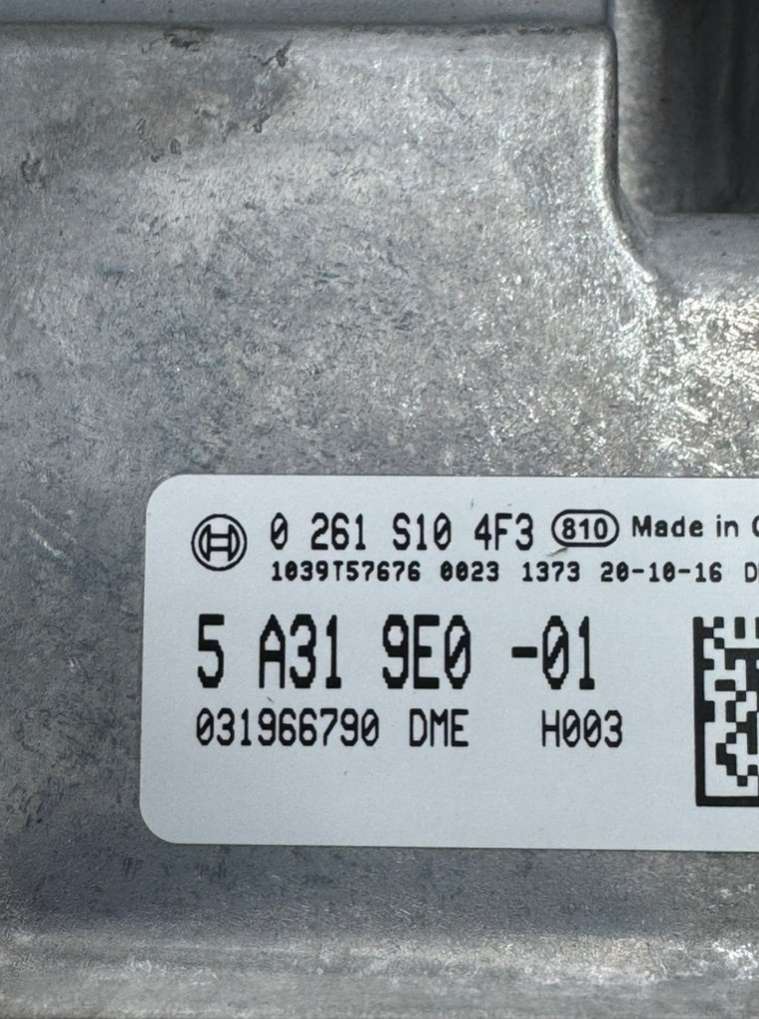 0 261 S10 4F3 810 Made in
1039T57676 0023 1373 20-10-16
5 A31 9E0 -01
031966790 DME H003